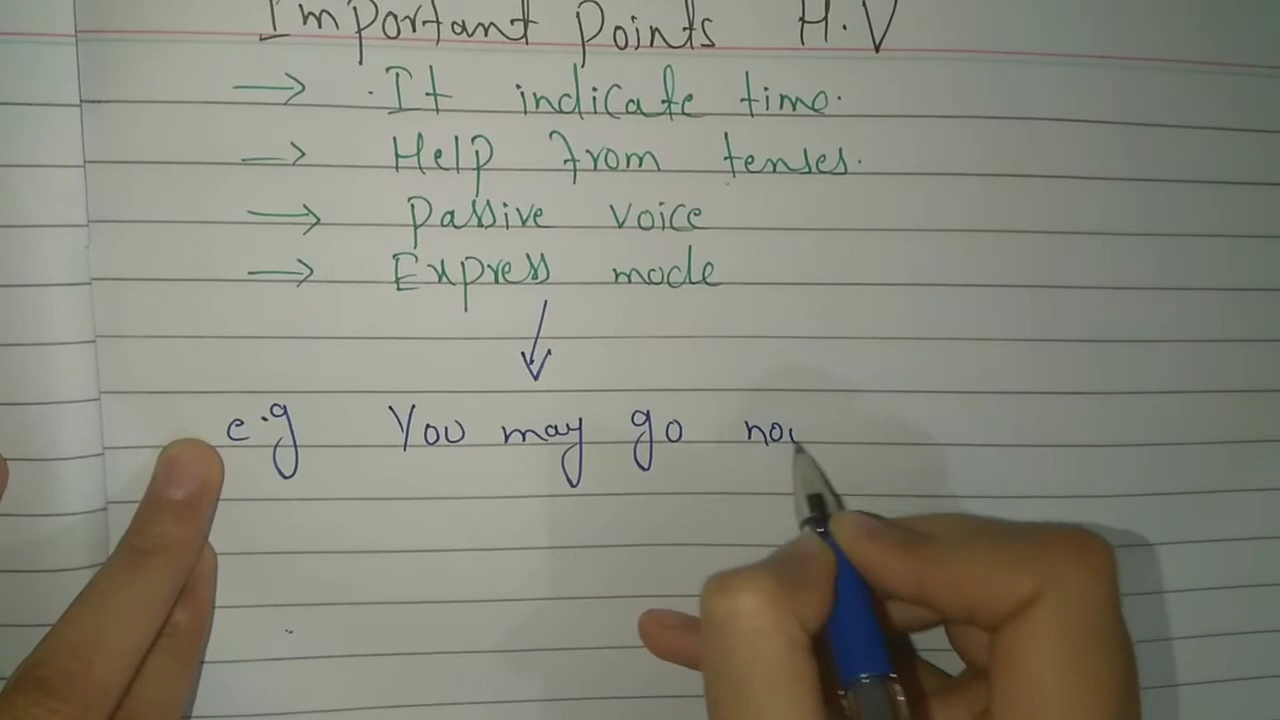 Important Points H.V
→ It indicate time.
→ Help from tenses.
→ Passive voice
→ Express mode
e.g You may go